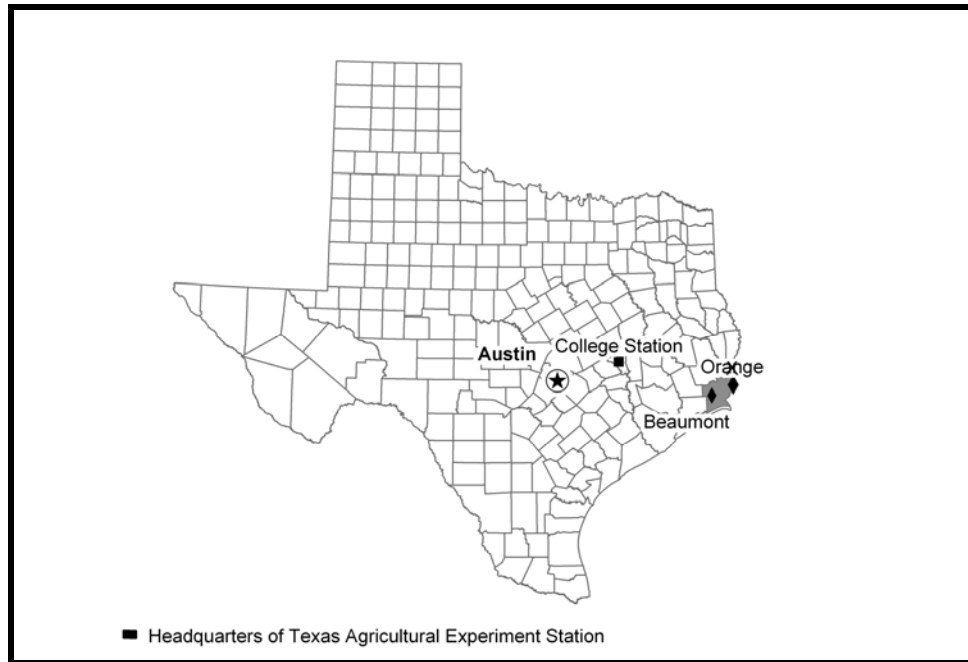 Austin
College Station
Orange
Beaumont
Headquarters of Texas Agricultural Experiment Station